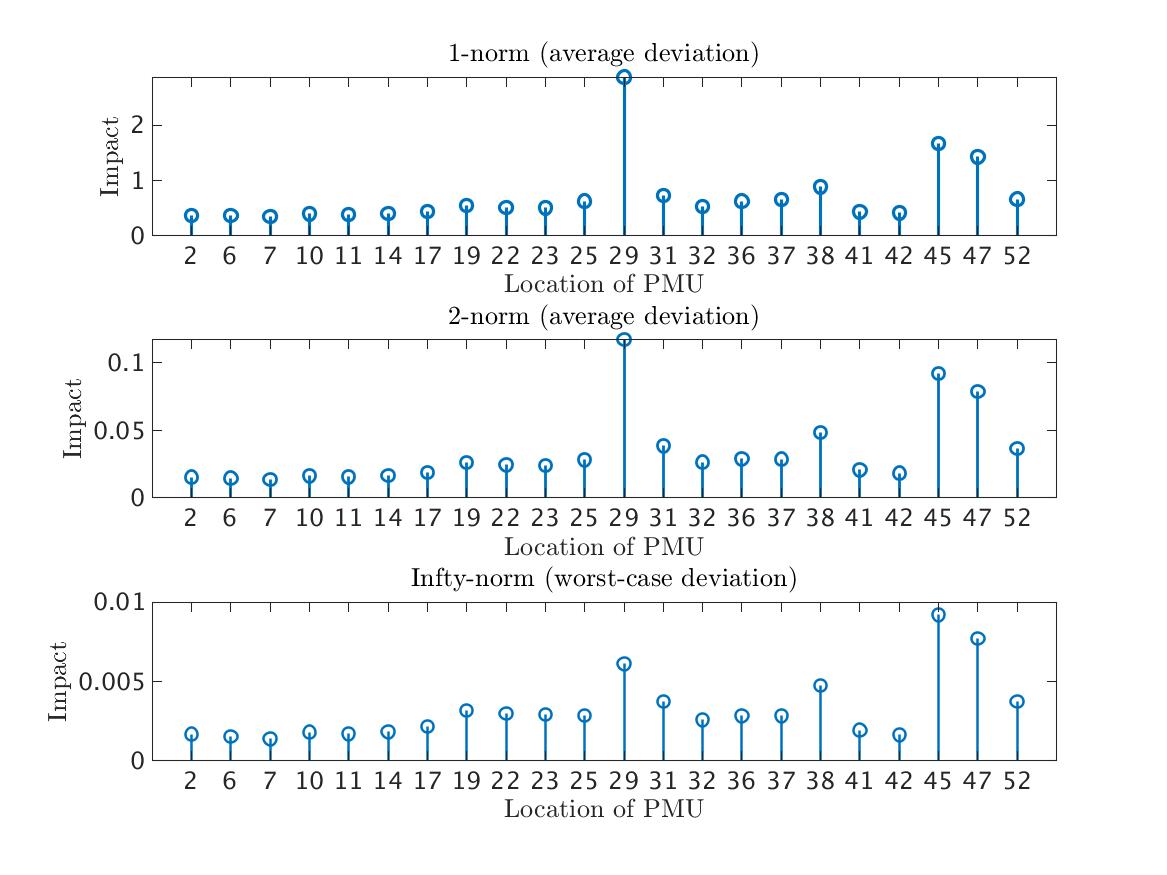 1-norm (average deviation)
Impact
2
1
0
2 6 7 10 11 14 17 19 22 23 25 29 31 32 36 37 38 41 42 45 47 52
Location of PMU
2-norm (average deviation)
Impact
0.1
0.05
0
2 6 7 10 11 14 17 19 22 23 25 29 31 32 36 37 38 41 42 45 47 52
Location of PMU
Infty-norm (worst-case deviation)
Impact
0.01
0.005
0
2 6 7 10 11 14 17 19 22 23 25 29 31 32 36 37 38 41 42 45 47 52
Location of PMU